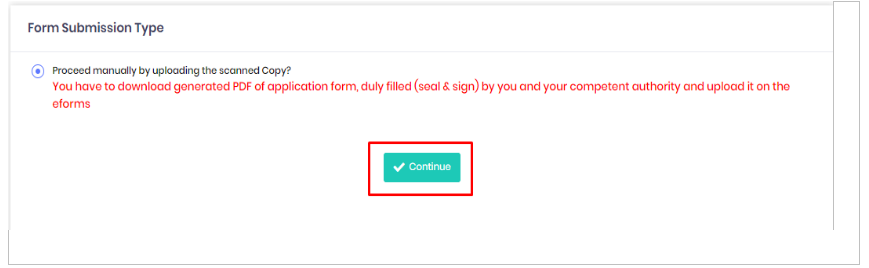 Form Submission Type
Proceed manually by uploading the scanned Copy?
You have to download generated PDF of application form, duly filled (seal & sign) by you and your competent authority and upload it on the
eforms
Continue